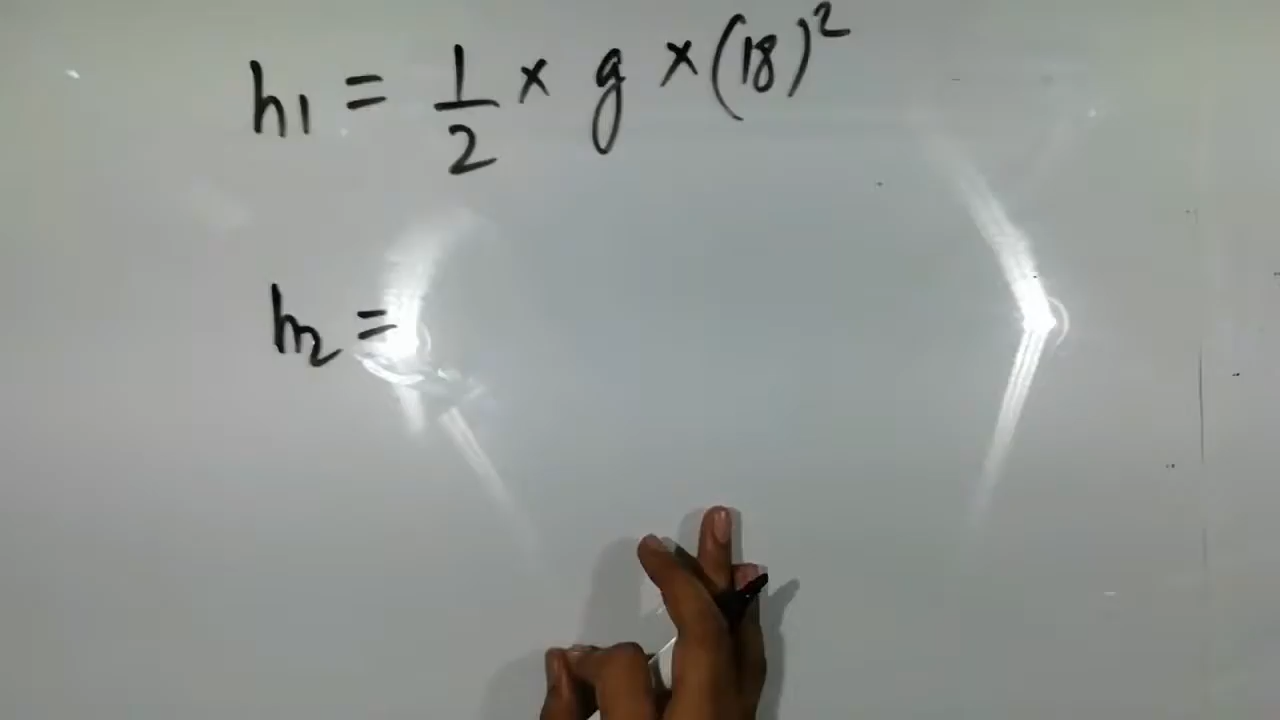 h1 = 1/2 × g × (18)²
h2 =